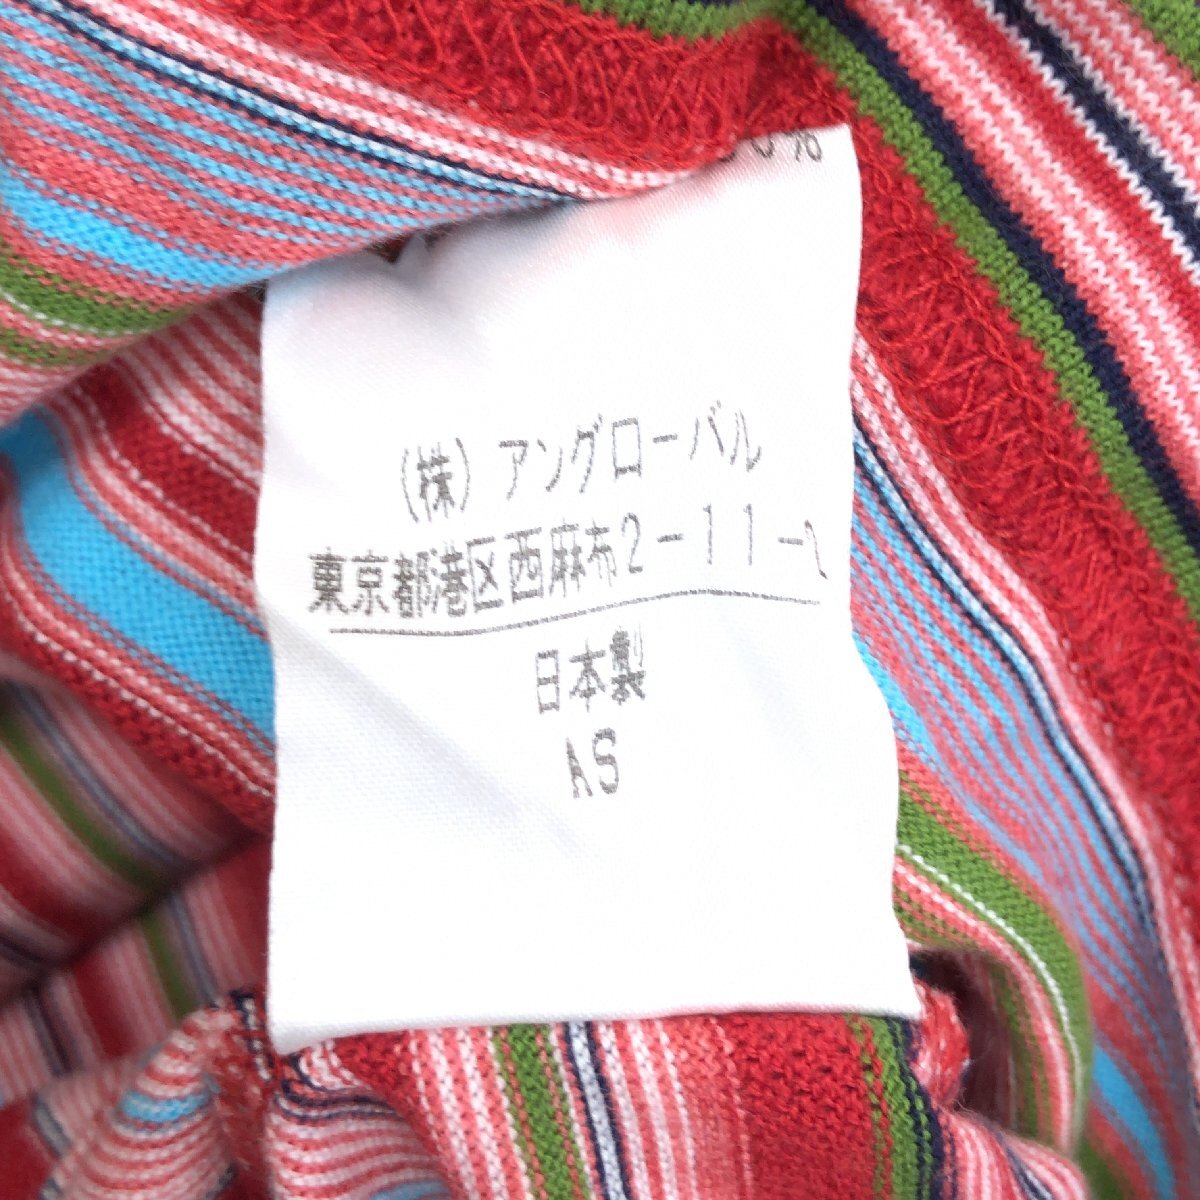 (株) アングローバル
東京都港区西麻布2-11-2
日本製
AS